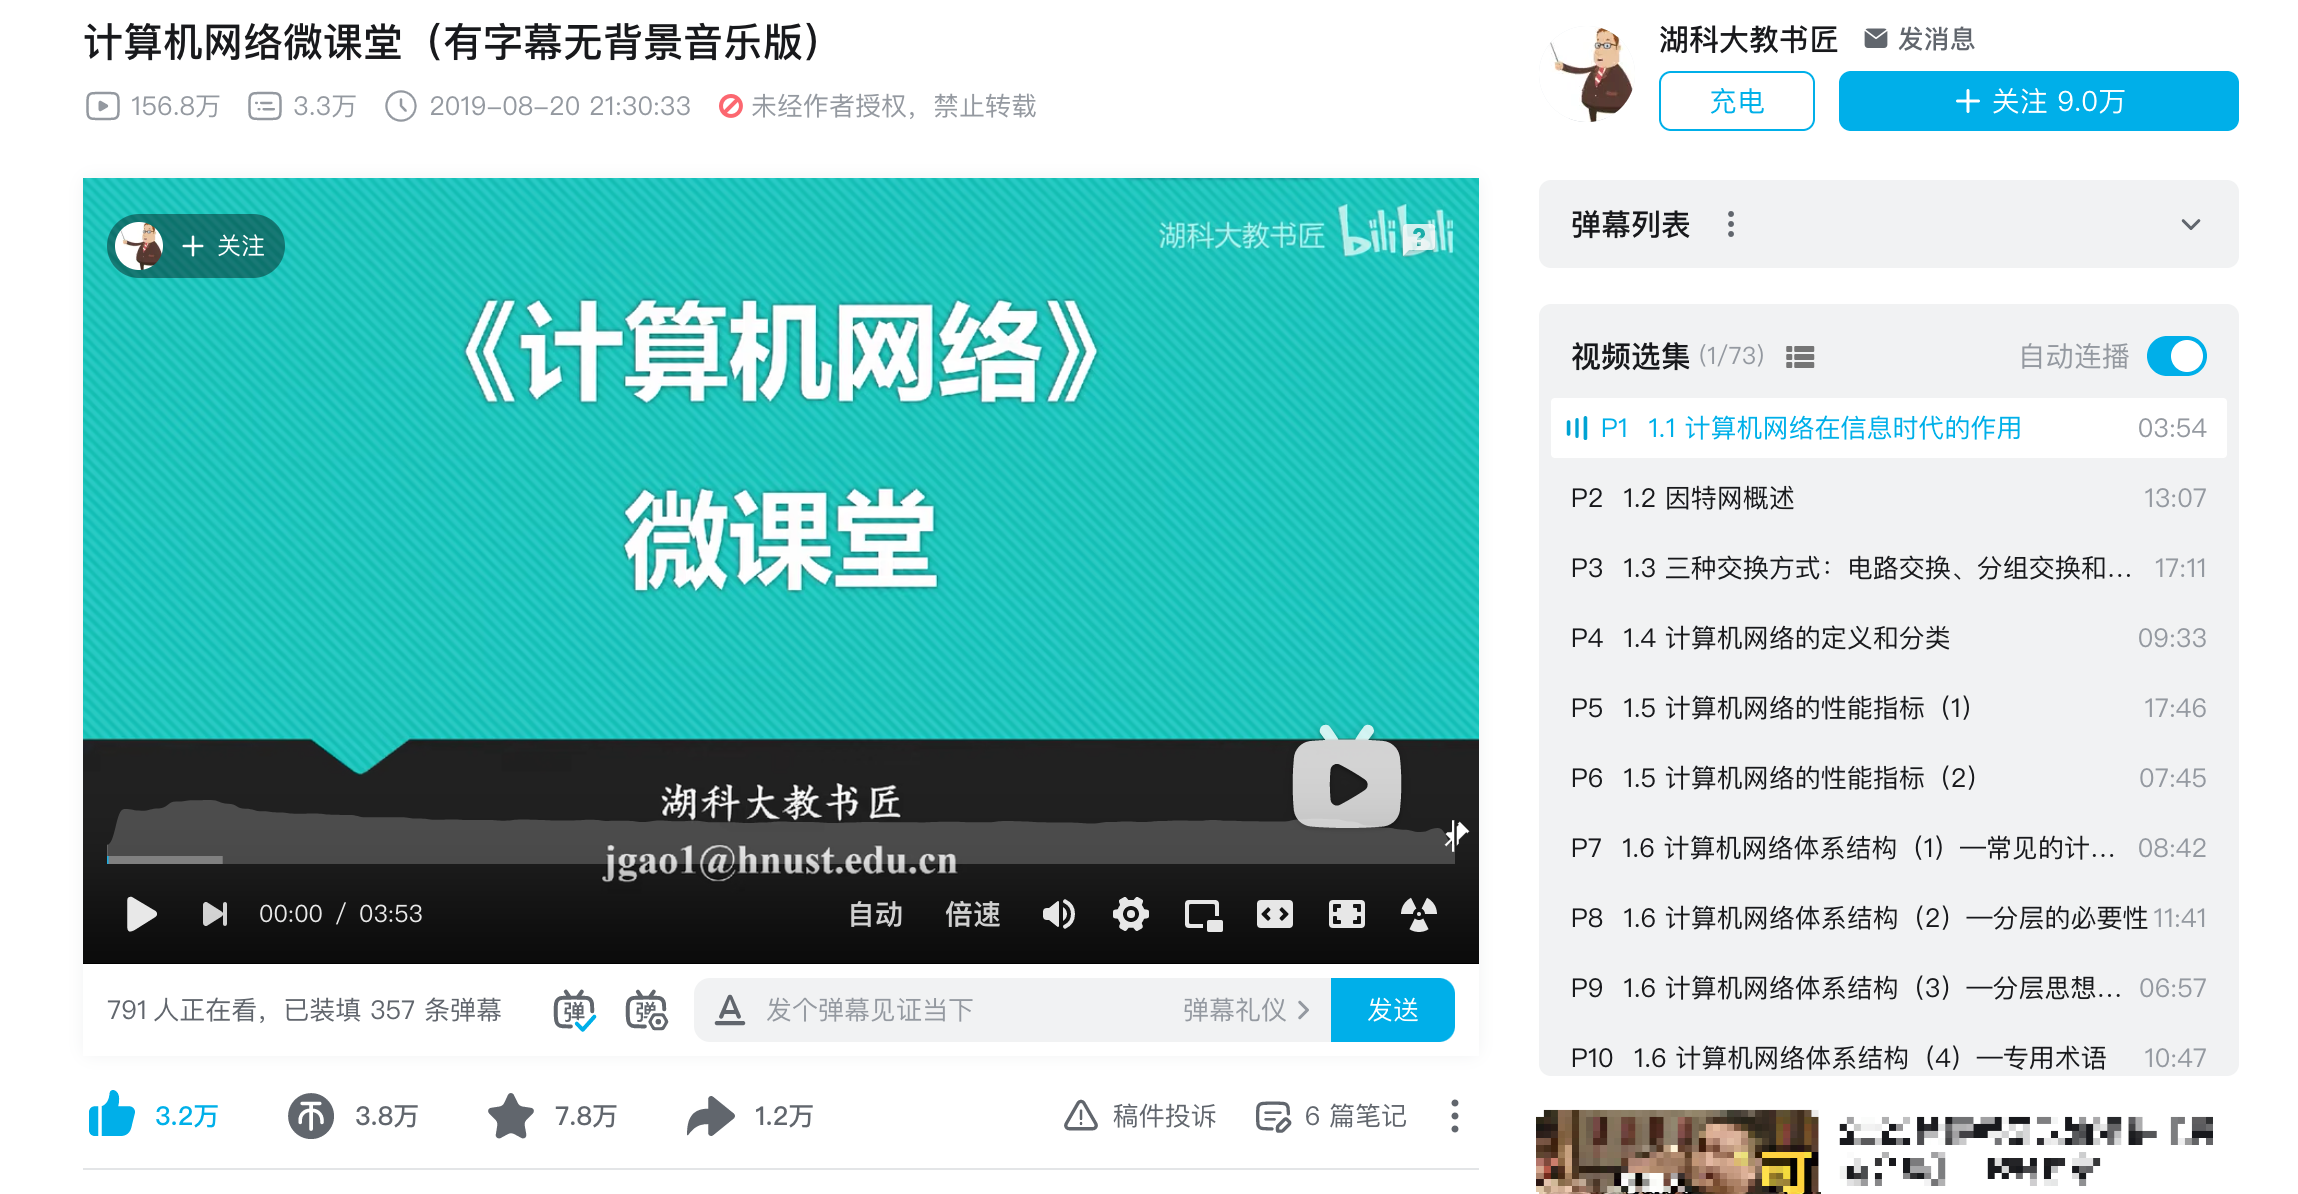 计算机网络微课堂（有字幕无背景音乐版）
156.8万 3.3万 2019-08-20 21:30:33 未经作者授权，禁止转载
湖科大教书匠 发消息
充电 + 关注 9.0万
+ 关注
湖科大教书匠 bilibili
《计算机网络》
微课堂
湖科大教书匠
jgao1@hnust.edu.cn
00:00 / 03:53 自动 倍速
791 人正在看，已装填 357 条弹幕 弹 弹 A 发个弹幕见证当下 弹幕礼仪 > 发送
3.2万 3.8万 7.8万 1.2万 稿件投诉 6 篇笔记
弹幕列表
视频选集 (1/73) 自动连播
P1 1.1 计算机网络在信息时代的作用 03:54
P2 1.2 因特网概述 13:07
P3 1.3 三种交换方式：电路交换、分组交换和... 17:11
P4 1.4 计算机网络的定义和分类 09:33
P5 1.5 计算机网络的性能指标（1） 17:46
P6 1.5 计算机网络的性能指标（2） 07:45
P7 1.6 计算机网络体系结构（1）—常见的计... 08:42
P8 1.6 计算机网络体系结构（2）—分层的必要性 11:41
P9 1.6 计算机网络体系结构（3）—分层思想... 06:57
P10 1.6 计算机网络体系结构（4）—专用术语 10:47
可